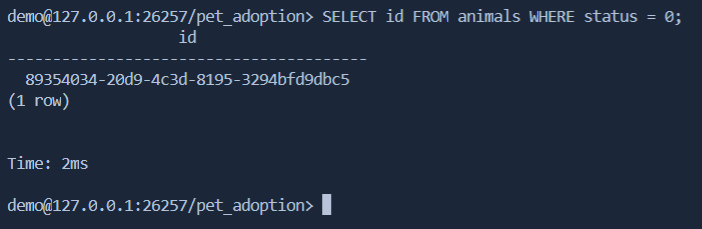 demo@127.0.0.1:26257/pet_adoption> SELECT id FROM animals WHERE status = 0;
id
----------------------------------------
89354034-20d9-4c3d-8195-3294bfd9dbc5
(1 row)
Time: 2ms
demo@127.0.0.1:26257/pet_adoption>